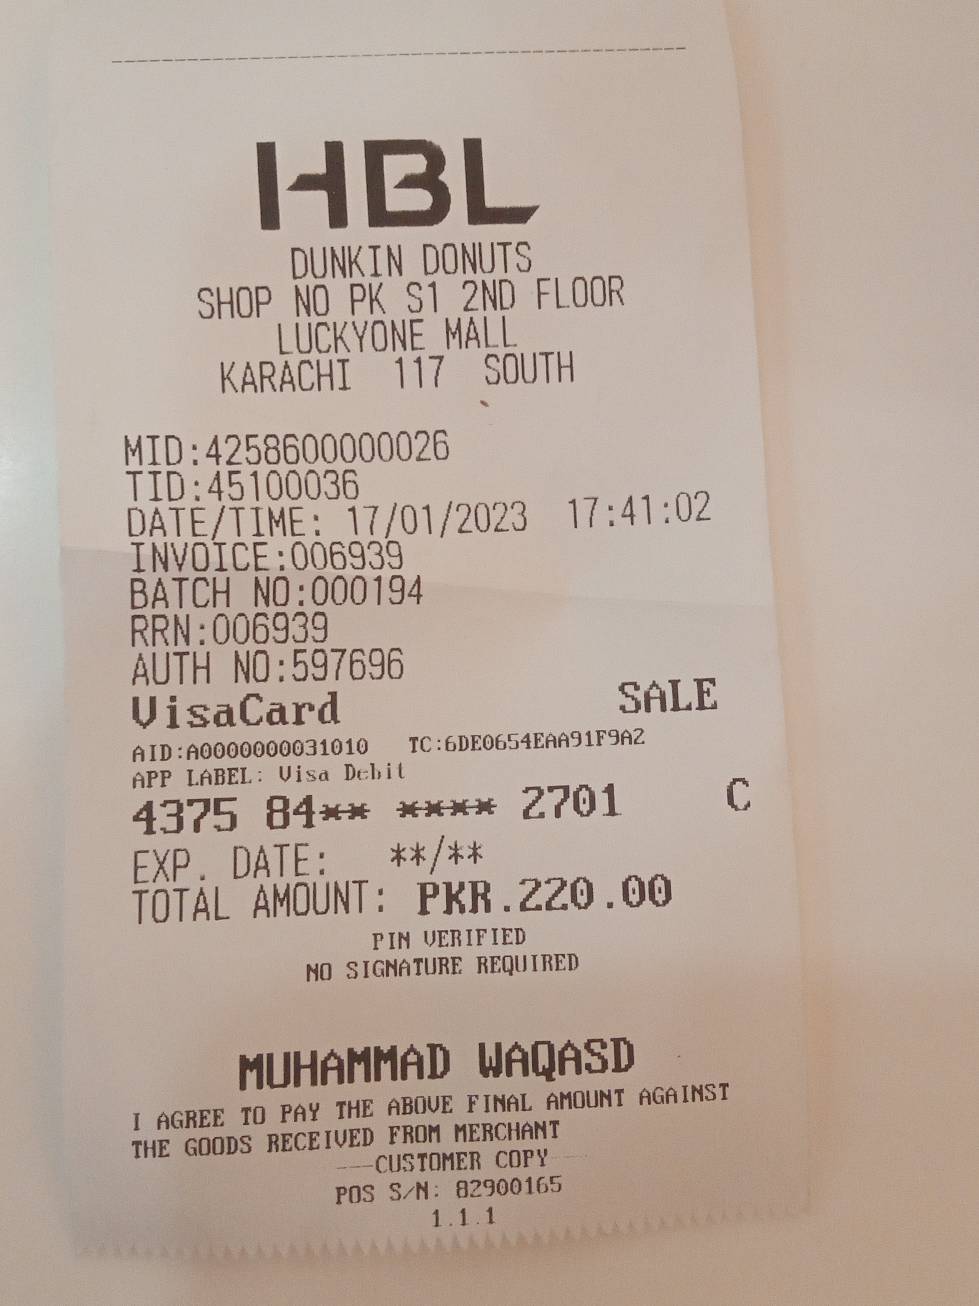 HBL
DUNKIN DONUTS
SHOP NO PK S1 2ND FLOOR
LUCKYONE MALL
KARACHI 117 SOUTH
MID:4258600000026
TID:45100036
DATE/TIME: 17/01/2023 17:41:02
INVOICE:006939
BATCH NO:000194
RRN:006939
AUTH NO:597696
VisaCard SALE
AID:A0000000031010 TC:6DE0654EAA91F9A2
APP LABEL: Visa Debit
4375 84** **** 2701 C
EXP. DATE: **/**
TOTAL AMOUNT: PKR.220.00
PIN VERIFIED
NO SIGNATURE REQUIRED
MUHAMMAD WAQASD
I AGREE TO PAY THE ABOVE FINAL AMOUNT AGAINST
THE GOODS RECEIVED FROM MERCHANT
---CUSTOMER COPY---
POS S/N: 82900165
1.1.1